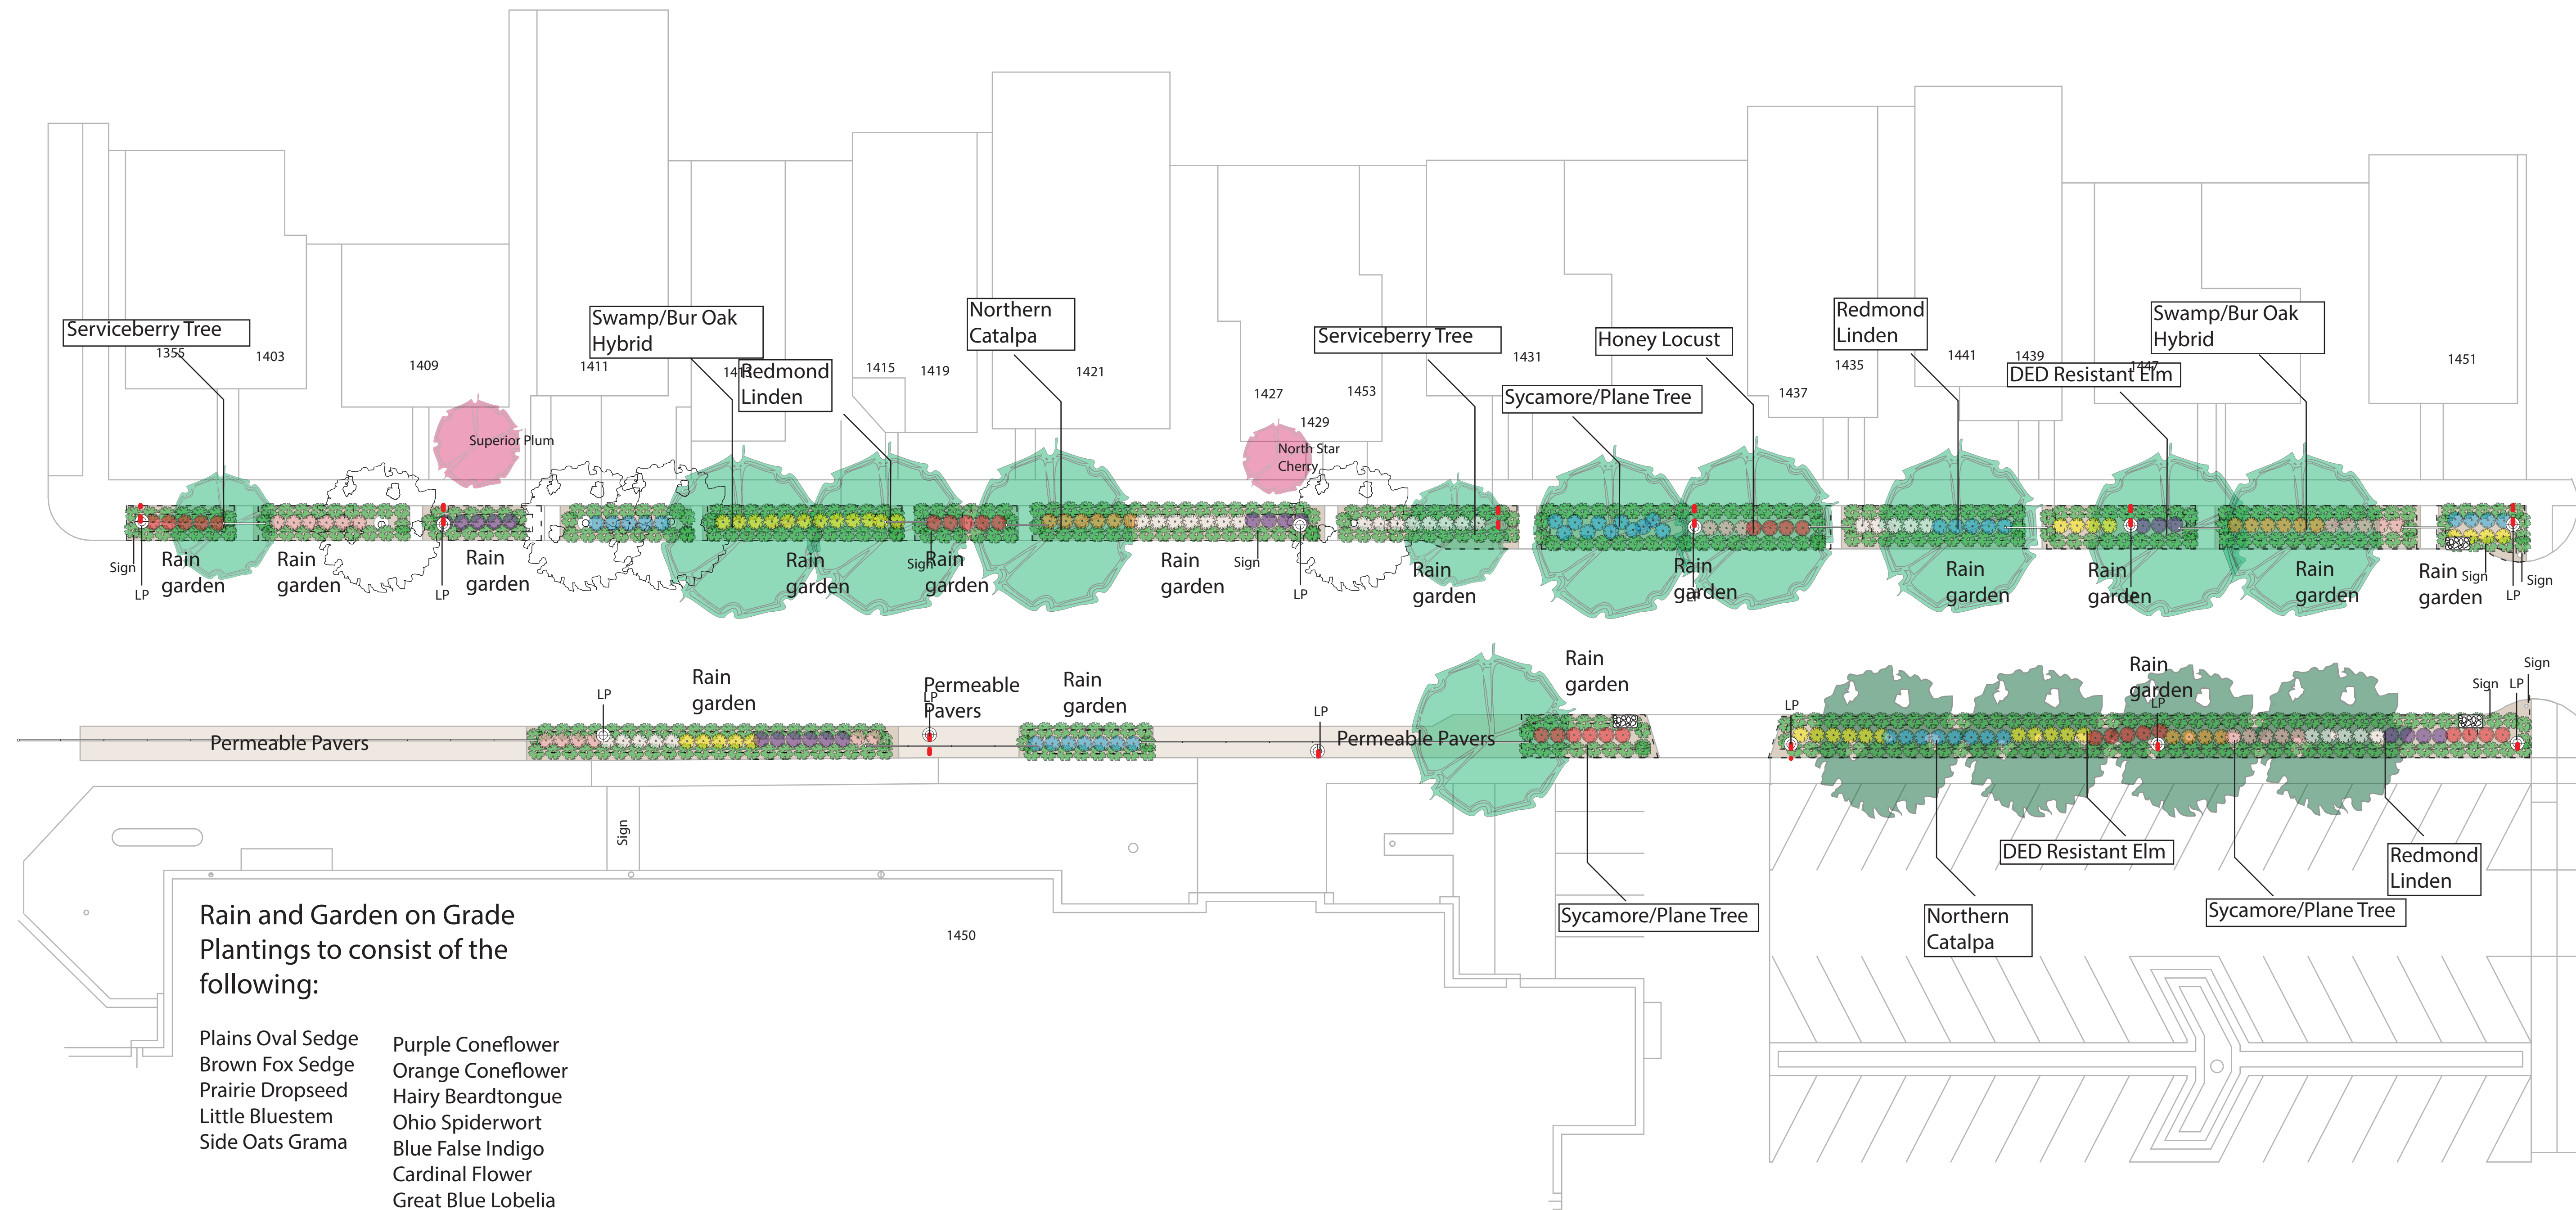 Serviceberry Tree
1355
1403
1409
Superior Plum
1411
Swamp/Bur Oak
Hybrid
Redmond
Linden
1415
1419
Northern
Catalpa
1421
1427
1429
North Star
Cherry
1453
Serviceberry Tree
1431
Sycamore/Plane Tree
Honey Locust
1437
1435
Redmond
Linden
1441
1439
DED Resistant Elm
1447
Swamp/Bur Oak
Hybrid
1451
Sign
LP
Rain
garden
Rain
garden
LP
Rain
garden
Rain
garden
Sign
Rain
garden
Rain
garden
Sign
LP
Rain
garden
Rain
garden
LP
Rain
garden
Rain
garden
Rain
garden
Rain
garden
Sign
LP
Sign
Permeable Pavers
LP
Rain
garden
Permeable
Pavers
LP
Rain
garden
LP
Permeable Pavers
Rain
garden
LP
Rain
garden
LP
Sign
LP
Sign
Sign
1450
Sycamore/Plane Tree
Northern
Catalpa
DED Resistant Elm
Sycamore/Plane Tree
Redmond
Linden
Rain and Garden on Grade
Plantings to consist of the
following:
Plains Oval Sedge
Brown Fox Sedge
Prairie Dropseed
Little Bluestem
Side Oats Grama
Purple Coneflower
Orange Coneflower
Hairy Beardtongue
Ohio Spiderwort
Blue False Indigo
Cardinal Flower
Great Blue Lobelia